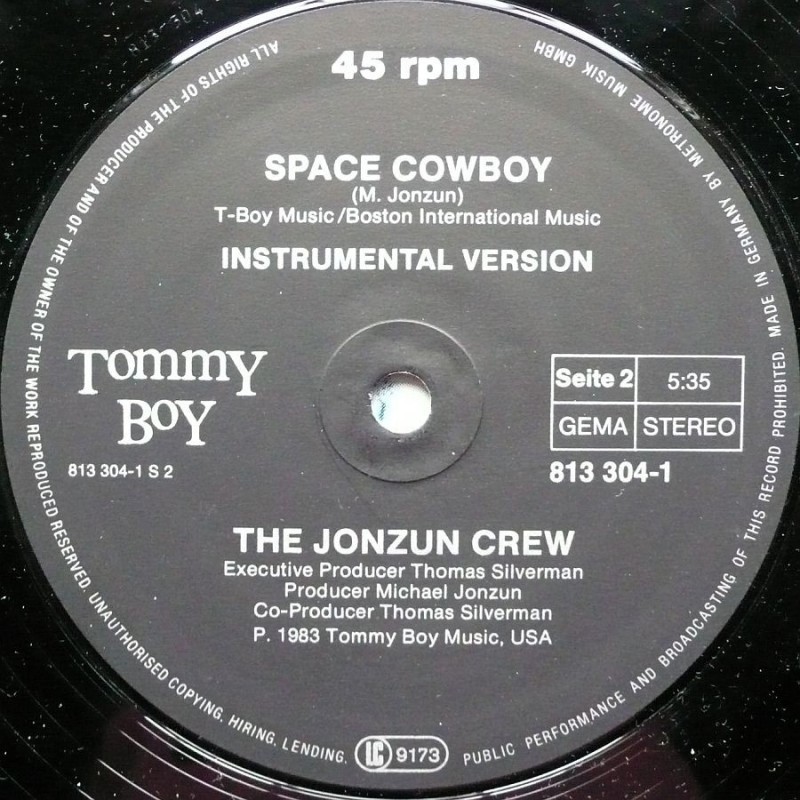 45 rpm
SPACE COWBOY
(M. Jonzun)
T-Boy Music/Boston International Music
INSTRUMENTAL VERSION
Tommy
Boy
813 304-1 S 2
Seite 2 5:35
GEMA STEREO
813 304-1
THE JONZUN CREW
Executive Producer Thomas Silverman
Producer Michael Jonzun
Co-Producer Thomas Silverman
P. 1983 Tommy Boy Music, USA
LC 9173
ALL RIGHTS OF THE PRODUCER AND OF THE OWNER OF THE WORK REPRODUCED RESERVED. UNAUTHORISED COPYING, HIRING, LENDING, PUBLIC PERFORMANCE AND BROADCASTING OF THIS RECORD PROHIBITED. MADE IN GERMANY BY METRONOME MUSIK GMBH
813 304